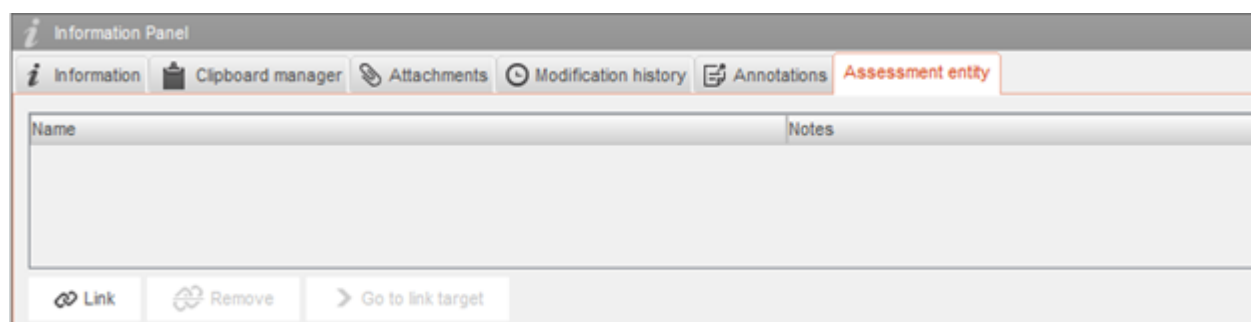 Information Panel
Information Clipboard manager Attachments Modification history Annotations Assessment entity
Name Notes
Link Remove Go to link target